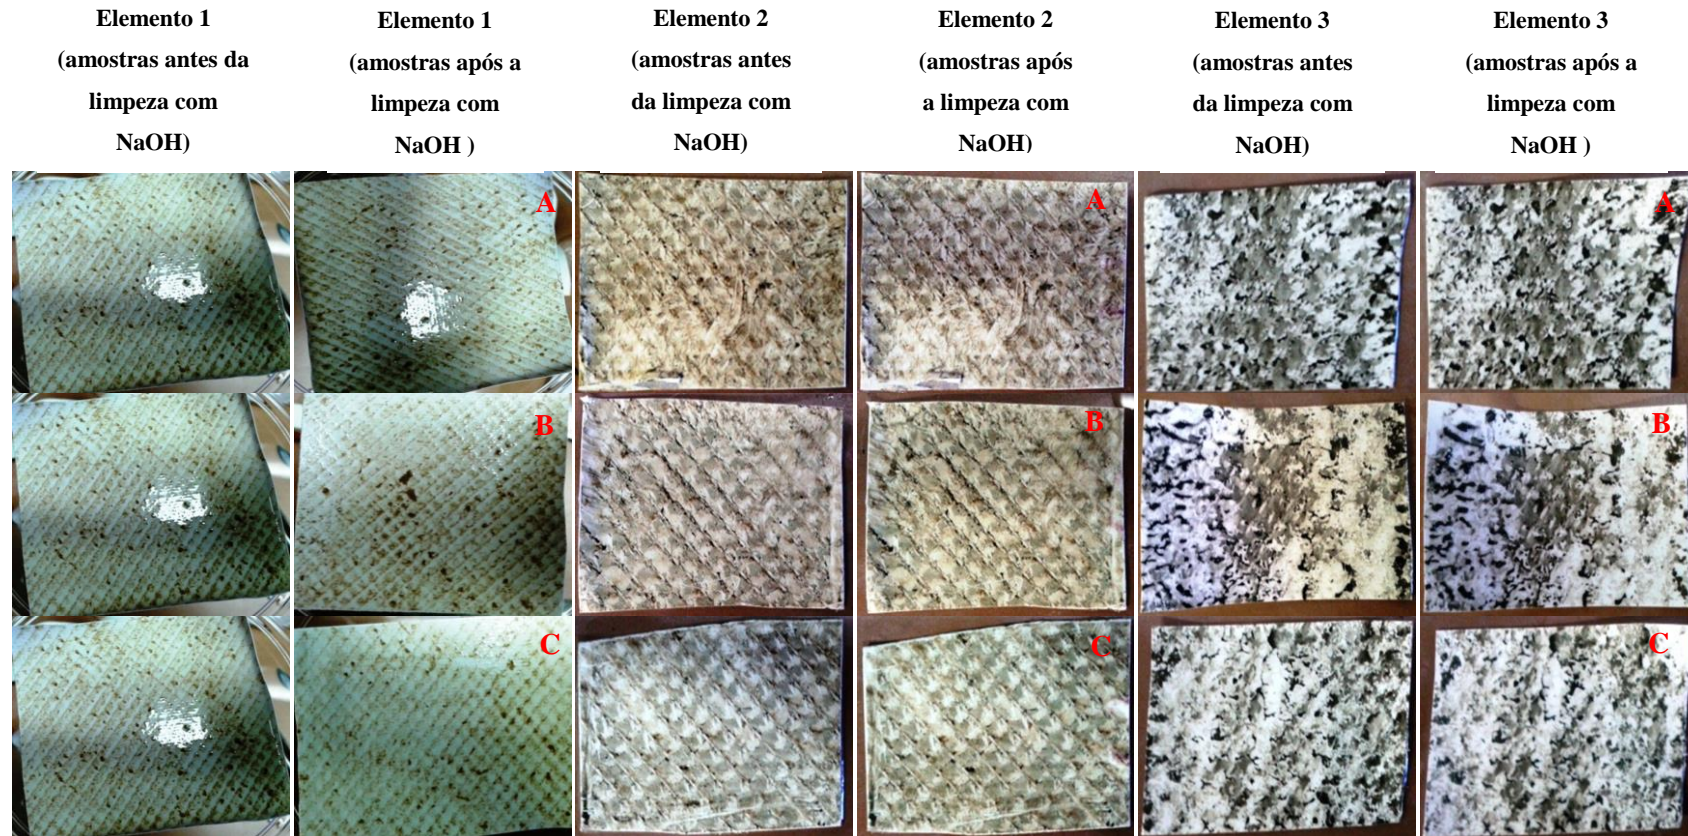 Elemento 1
(amostras antes da
limpeza com
NaOH)
Elemento 1
(amostras após a
limpeza com
NaOH )
Elemento 2
(amostras antes
da limpeza com
NaOH)
Elemento 2
(amostras após
a limpeza com
NaOH)
Elemento 3
(amostras antes
da limpeza com
NaOH)
Elemento 3
(amostras após a
limpeza com
NaOH )
A
A
A
B
B
B
C
C
C